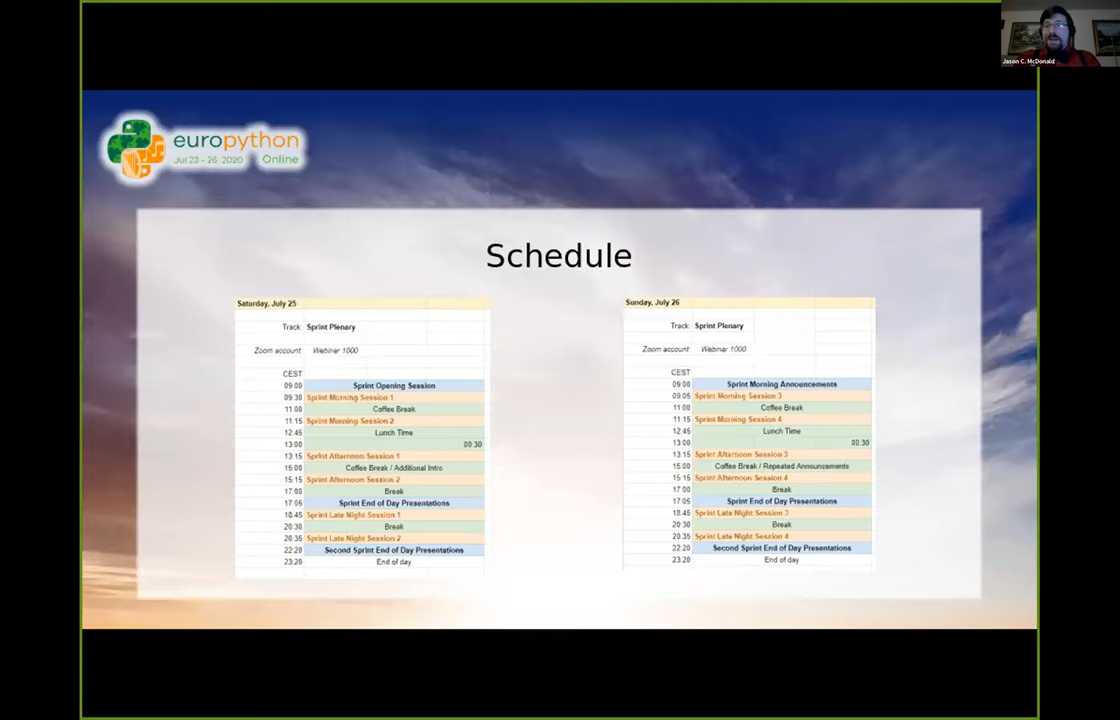 Jason C. McDonald
europython
Jul 23 - 26 2020 Online
Schedule
Saturday, July 25
Track: Sprint Plenary
Zoom account: Webinar 1000
CEST
09:00 Sprint Opening Session
09:30 Sprint Morning Session 1
11:00 Coffee Break
11:15 Sprint Morning Session 2
12:45 Lunch Time
13:00 00:30
13:15 Sprint Afternoon Session 1
15:00 Coffee Break / Additional Intro
15:15 Sprint Afternoon Session 2
17:00 Break
17:05 Sprint End of Day Presentations
18:45 Sprint Late Night Session 1
20:30 Break
20:35 Sprint Late Night Session 2
22:20 Second Sprint End of Day Presentations
23:20 End of day
Sunday, July 26
Track: Sprint Plenary
Zoom account: Webinar 1000
CEST
09:00 Sprint Morning Announcements
09:05 Sprint Morning Session 3
11:00 Coffee Break
11:15 Sprint Morning Session 4
12:45 Lunch Time
13:00 00:30
13:15 Sprint Afternoon Session 3
15:00 Coffee Break / Repeated Announcements
15:15 Sprint Afternoon Session 4
17:00 Break
17:05 Sprint End of Day Presentations
18:45 Sprint Late Night Session 3
20:30 Break
20:35 Sprint Late Night Session 4
22:20 Second Sprint End of Day Presentations
23:20 End of day